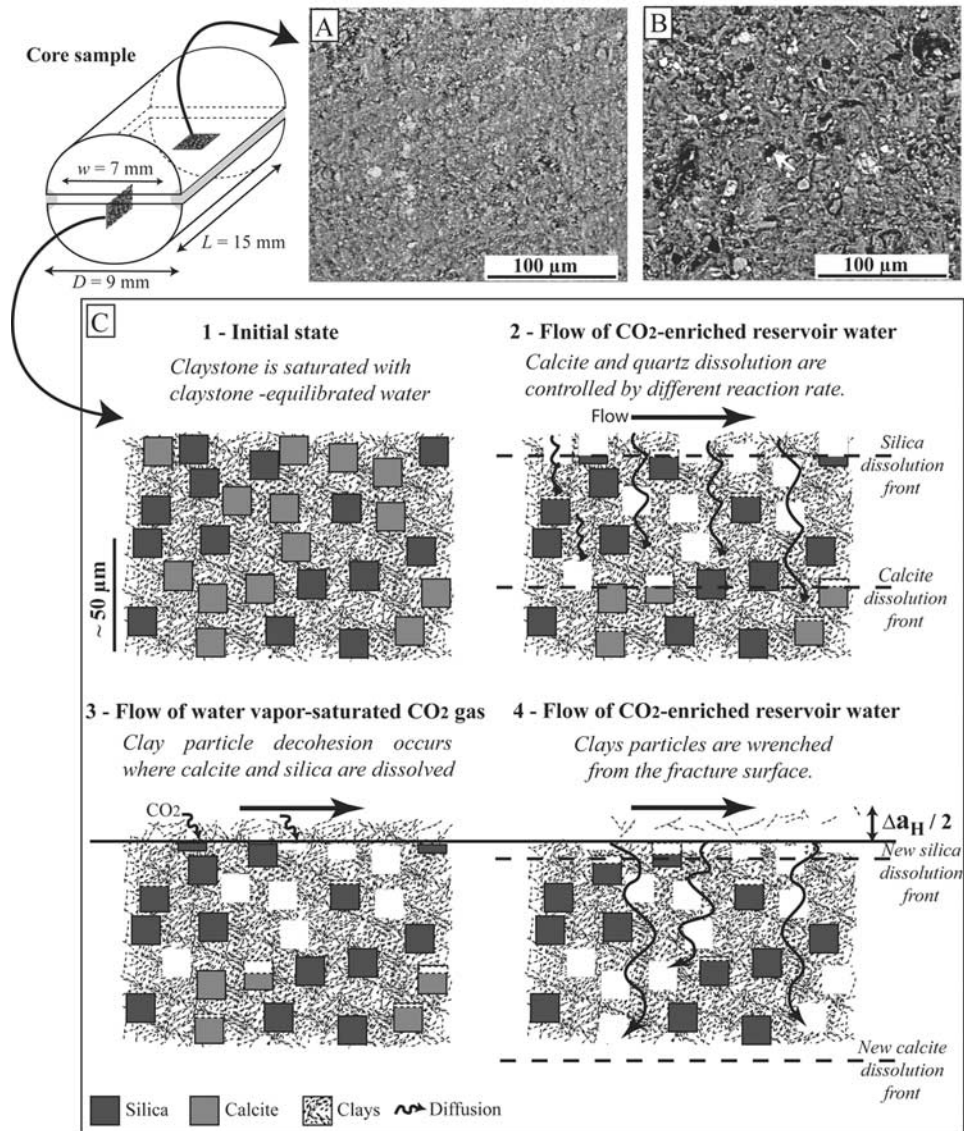 Core sample
w = 7 mm
L = 15 mm
D = 9 mm
A
100 µm
B
100 µm
C
1 - Initial state
Claystone is saturated with
claystone -equilibrated water
~ 50 µm
2 - Flow of CO2-enriched reservoir water
Calcite and quartz dissolution are
controlled by different reaction rate.
Flow
Silica
dissolution
front
Calcite
dissolution
front
3 - Flow of water vapor-saturated CO2 gas
Clay particle decohesion occurs
where calcite and silica are dissolved
CO2
4 - Flow of CO2-enriched reservoir water
Clays particles are wrenched
from the fracture surface.
ΔaH / 2
New silica
dissolution
front
New calcite
dissolution
front
Silica
Calcite
Clays
Diffusion